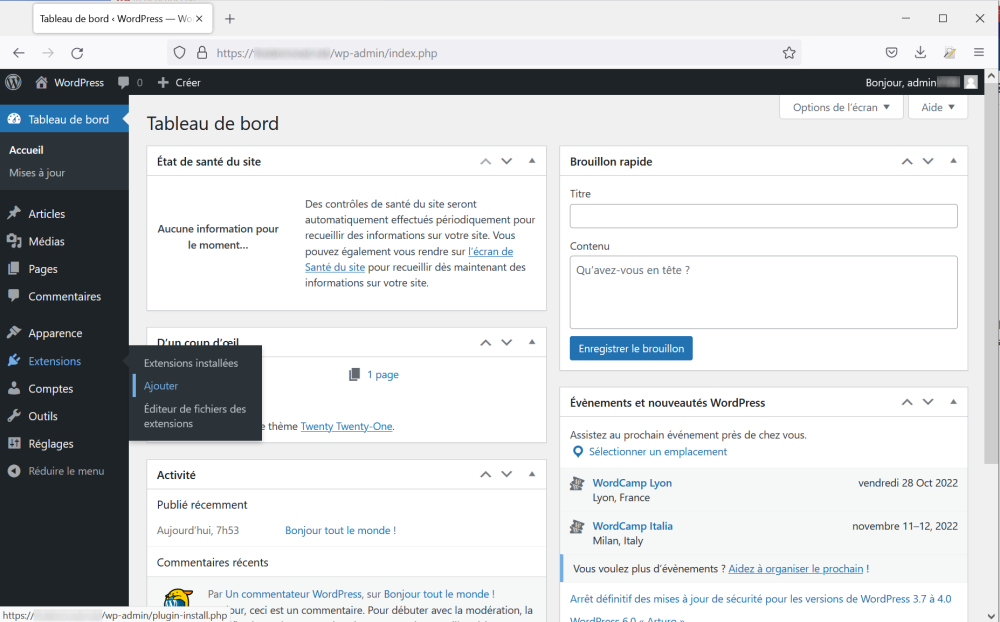 Tableau de bord ‹ WordPress — Wo
https:// /wp-admin/index.php
WordPress 0 Créer
Bonjour, admin
Tableau de bord
Accueil
Mises à jour
Articles
Médias
Pages
Commentaires
Apparence
Extensions
Comptes
Outils
Réglages
Réduire le menu
Extensions installées
Ajouter
Éditeur de fichiers des
extensions
Options de l'écran ▼
Aide ▼
Tableau de bord
État de santé du site
Aucune information pour
le moment...
Des contrôles de santé du site seront
automatiquement effectués périodiquement pour
recueillir des informations sur votre site. Vous
pouvez également vous rendre sur l'écran de
Santé du site pour recueillir dès maintenant des
informations sur votre site.
D'un coup d'œil
1 page
e thème Twenty Twenty-One.
Activité
Publié récemment
Aujourd'hui, 7h53 Bonjour tout le monde !
Commentaires récents
Par Un commentateur WordPress, sur Bonjour tout le monde !
our, ceci est un commentaire. Pour débuter avec la modération, la
Brouillon rapide
Titre
Contenu
Qu'avez-vous en tête ?
Enregistrer le brouillon
Évènements et nouveautés WordPress
Assistez au prochain évènement près de chez vous.
Sélectionner un emplacement
WordCamp Lyon vendredi 28 Oct 2022
Lyon, France
WordCamp Italia novembre 11–12, 2022
Milan, Italy
Vous voulez plus d'évènements ? Aidez à organiser le prochain !
Arrêt définitif des mises à jour de sécurité pour les versions de WordPress 3.7 à 4.0
WordPress 6.0 « Arturo »
https:// /wp-admin/plugin-install.php